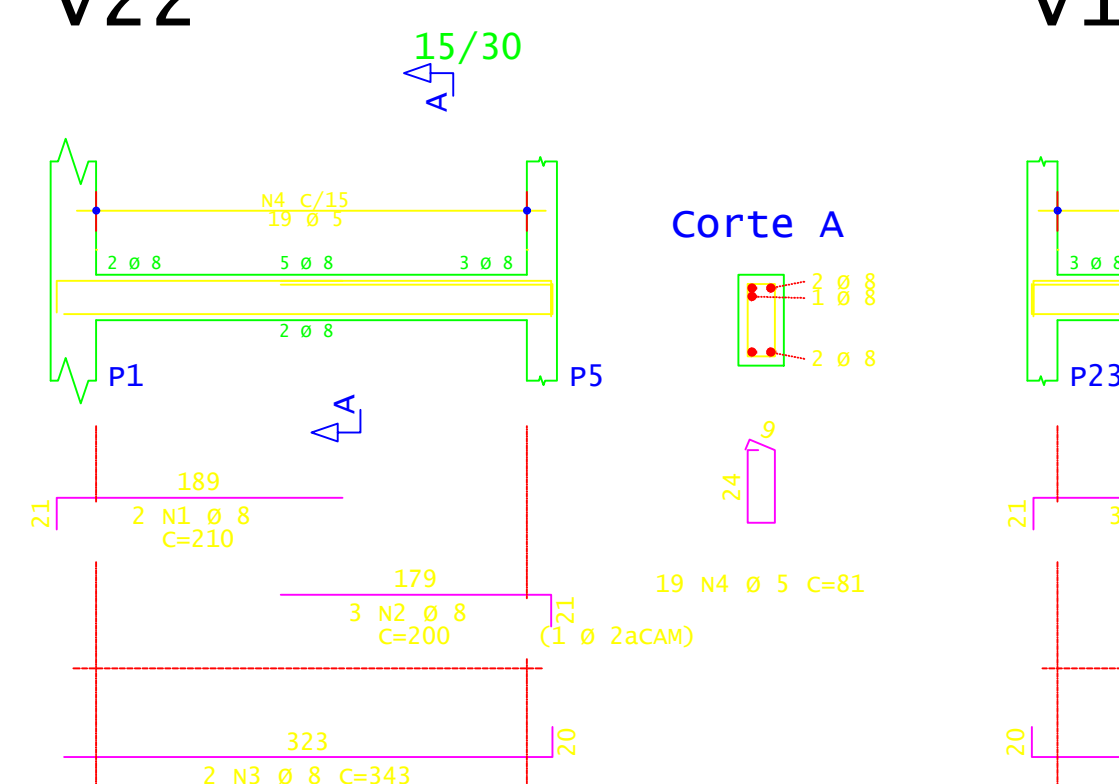 V22
15/30
A
N4 C/15
19 Ø 5
Corte A
2 Ø 8 5 Ø 8 3 Ø 8
3 Ø 8
2 Ø 8
1 Ø 8
2 Ø 8
2 Ø 8
P1
P5
P23
A
9
189
24
21
2 N1 Ø 8
C=210
21
3
179
19 N4 Ø 5 C=81
3 N2 Ø 8
C=200
21
(1 Ø 2aCAM)
323
20
20
2 N3 Ø 8 C=343